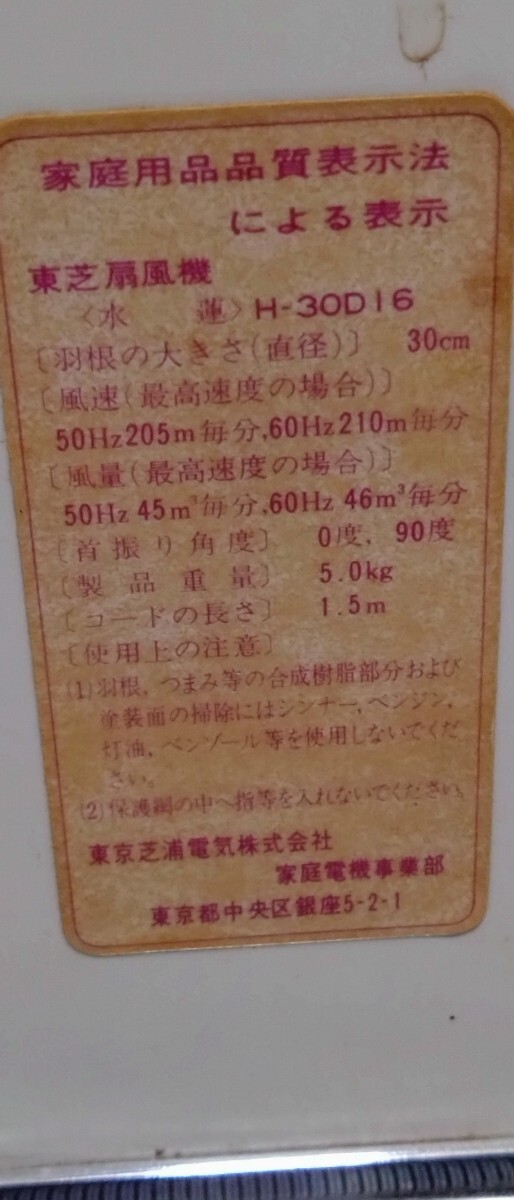 家庭用品品質表示法
による表示
東芝扇風機
〈水 蓮〉H-30D16
〔羽根の大きさ(直径)〕 30cm
〔風速(最高速度の場合)〕
50Hz205m毎分,60Hz210m毎分
〔風量(最高速度の場合)〕
50Hz 45m³毎分,60Hz 46m³毎分
〔首振り角度〕 0度, 90度
〔製品重量〕 5.0kg
〔コードの長さ〕 1.5m
〔使用上の注意〕
(1)羽根,つまみ等の合成樹脂部分および
塗装面の掃除にはシンナー,ベンジン,
灯油,ベンゾール等を使用しないでくだ
さい。
(2)保護網の中へ指等を入れないでください。
東京芝浦電気株式会社
家庭電機事業部
東京都中央区銀座5-2-1